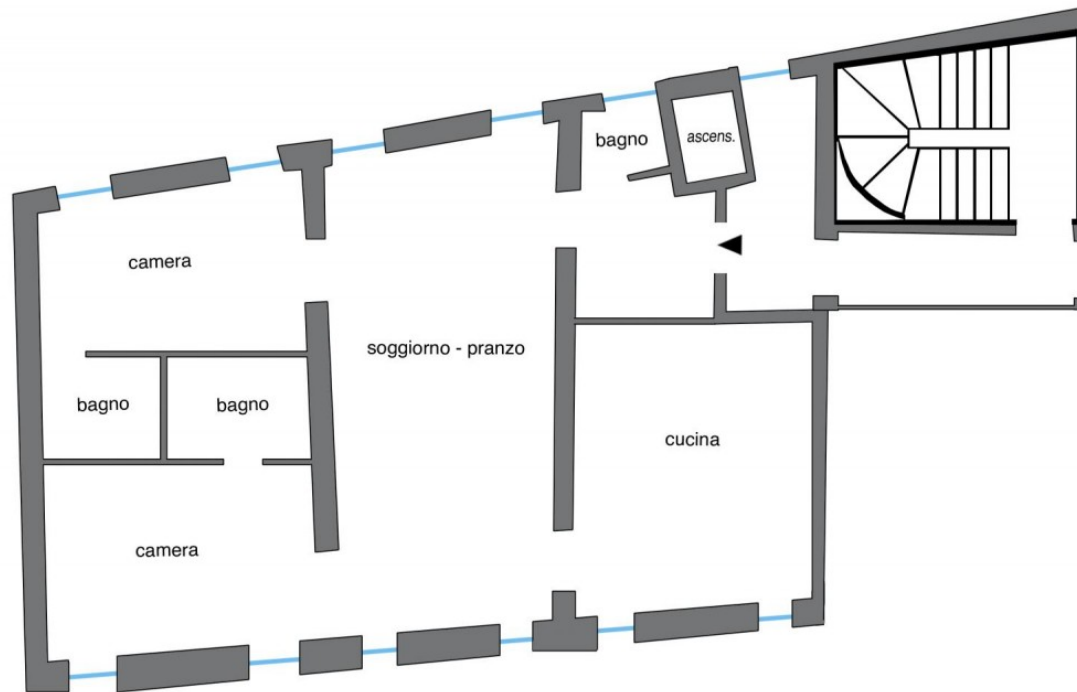 bagno
ascens.
camera
soggiorno - pranzo
bagno
bagno
cucina
camera